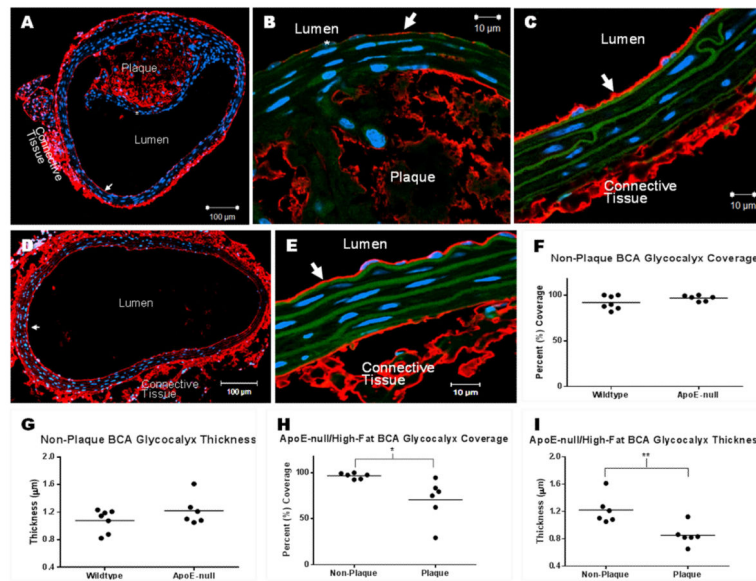 A
Plaque
*
Lumen
Connective
Tissue
100 µm
B
Lumen
*
10 µm
Plaque
C
Lumen
Connective
Tissue
10 µm
D
Lumen
Connective
Tissue
100 µm
E
Lumen
Connective
Tissue
10 µm
F
Non-Plaque BCA Glycocalyx Coverage
Percent (%) Coverage
100
50
0
Wildtype
ApoE-null
G
Non-Plaque BCA Glycocalyx Thickness
Thickness (µm)
2.0
1.6
1.2
0.8
0.4
Wildtype
ApoE-null
H
ApoE-null/High-Fat BCA Glycocalyx Coverage
*
Percent (%) Coverage
100
50
0
Non-Plaque
Plaque
I
ApoE-null/High-Fat BCA Glycocalyx Thicknes
**
Thickness (µm)
2.0
1.6
1.2
0.8
0.4
Non-Plaque
Plaque